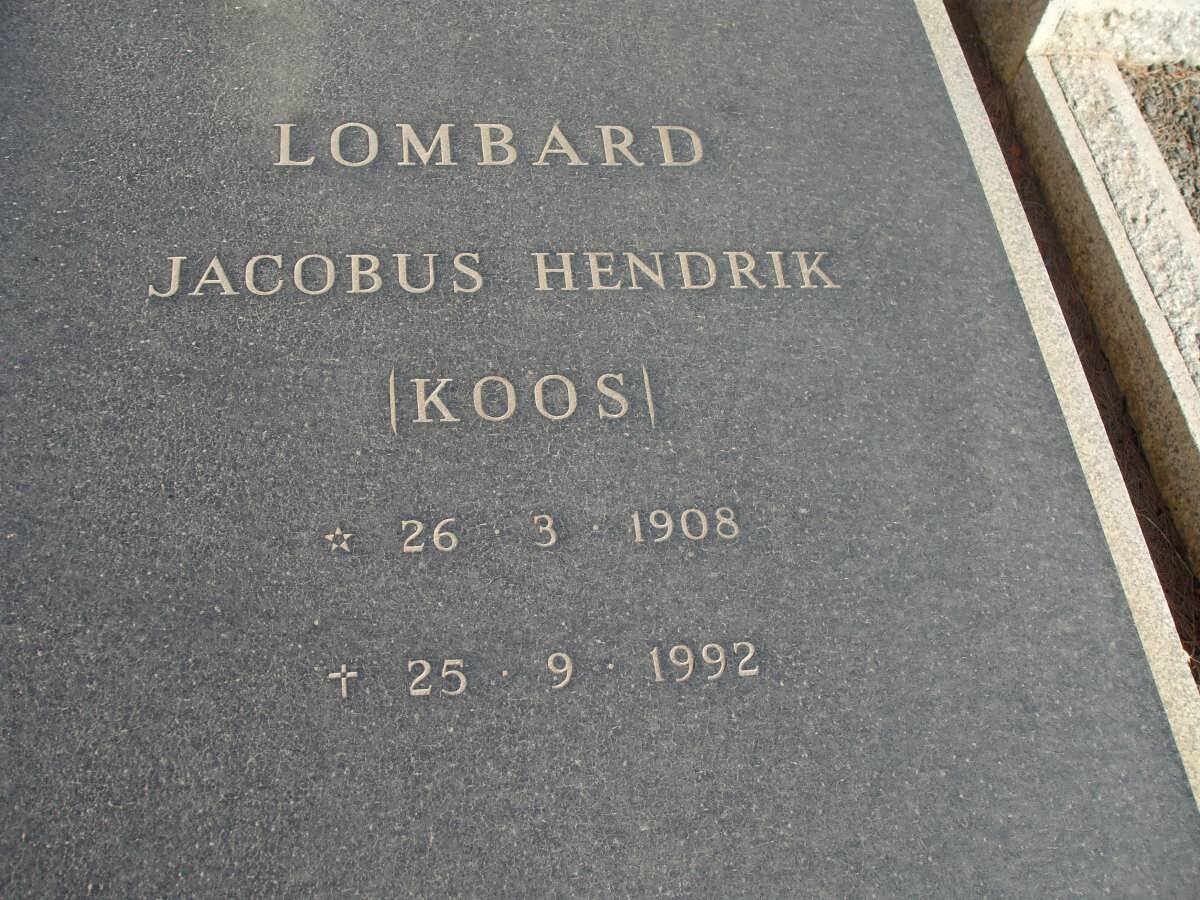 LOMBARD
JACOBUS HENDRIK
(KOOS)
☆ 26 · 3 · 1908
✝ 25 · 9 · 1992